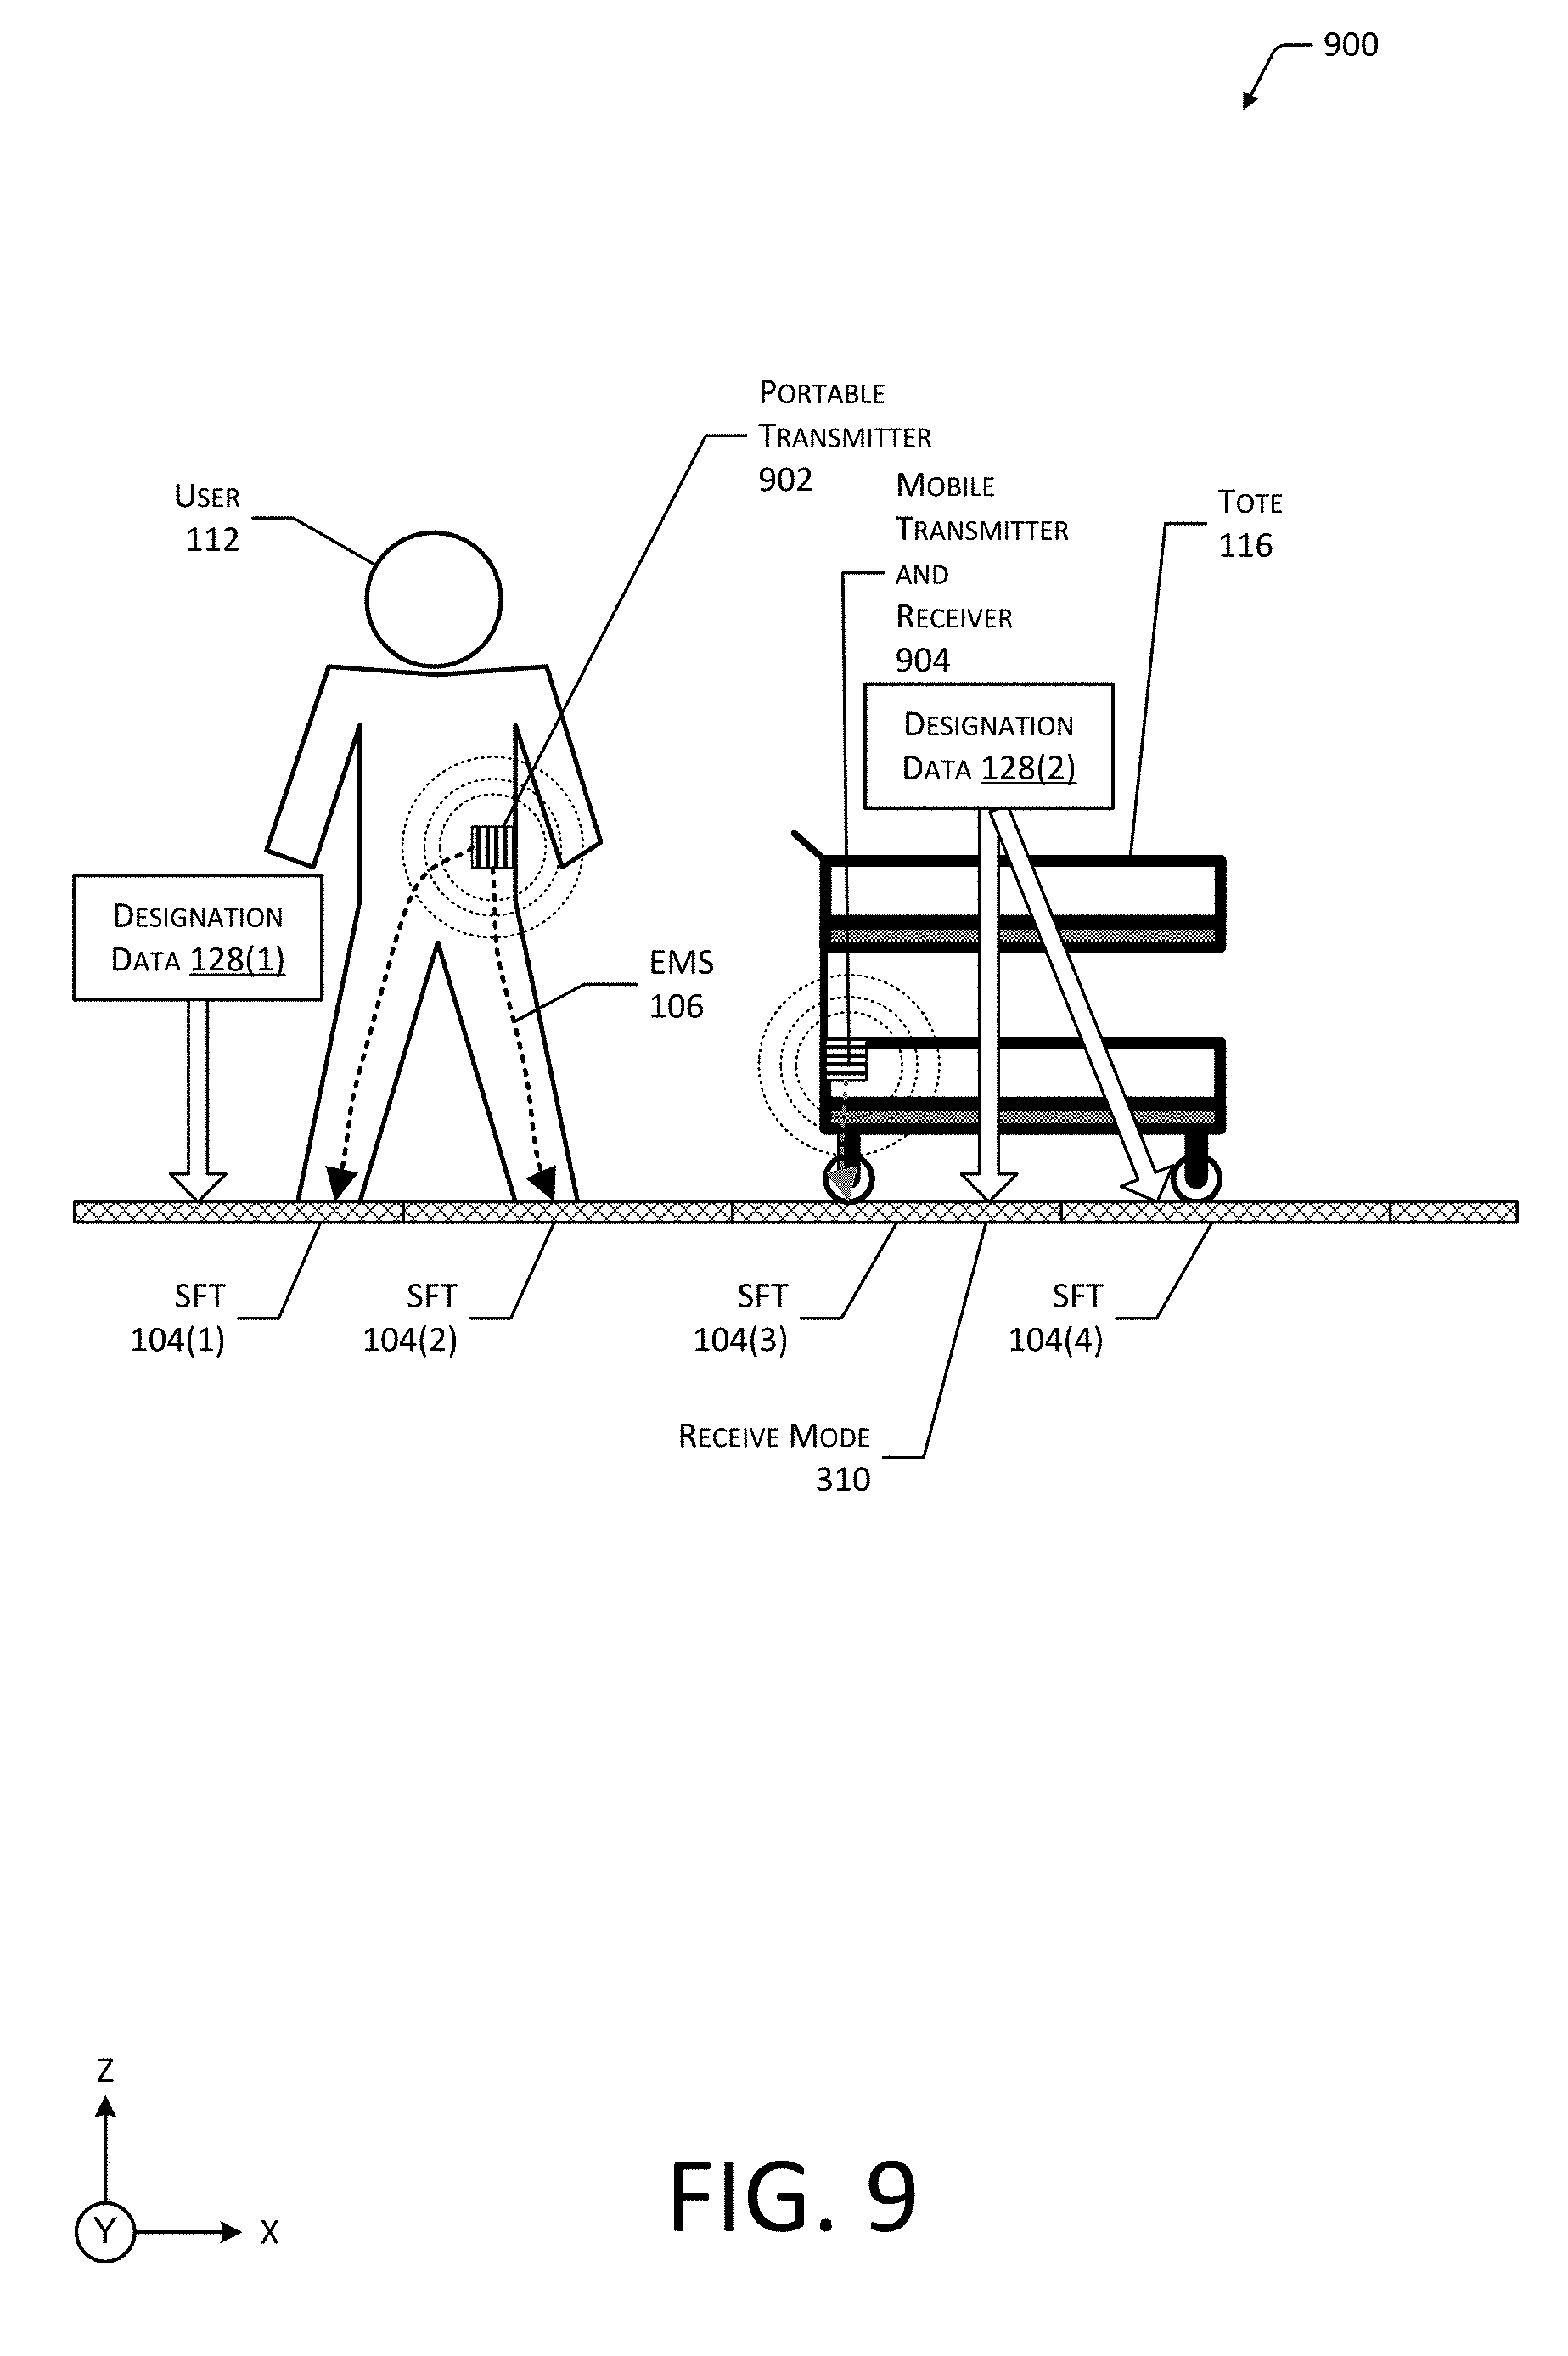 900
PORTABLE
TRANSMITTER
902
USER
112
MOBILE
TRANSMITTER
AND
RECEIVER
904
TOTE
116
DESIGNATION
DATA 128(2)
DESIGNATION
DATA 128(1)
EMS
106
SFT
104(1)
SFT
104(2)
SFT
104(3)
SFT
104(4)
RECEIVE MODE
310
Z
Y
X
FIG. 9